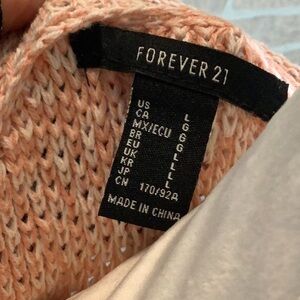 FOREVER 21
US L
CA G
MX/ECU G
BR G
EU L
UK L
KR L
JP L
CN 170/92A
MADE IN CHINA